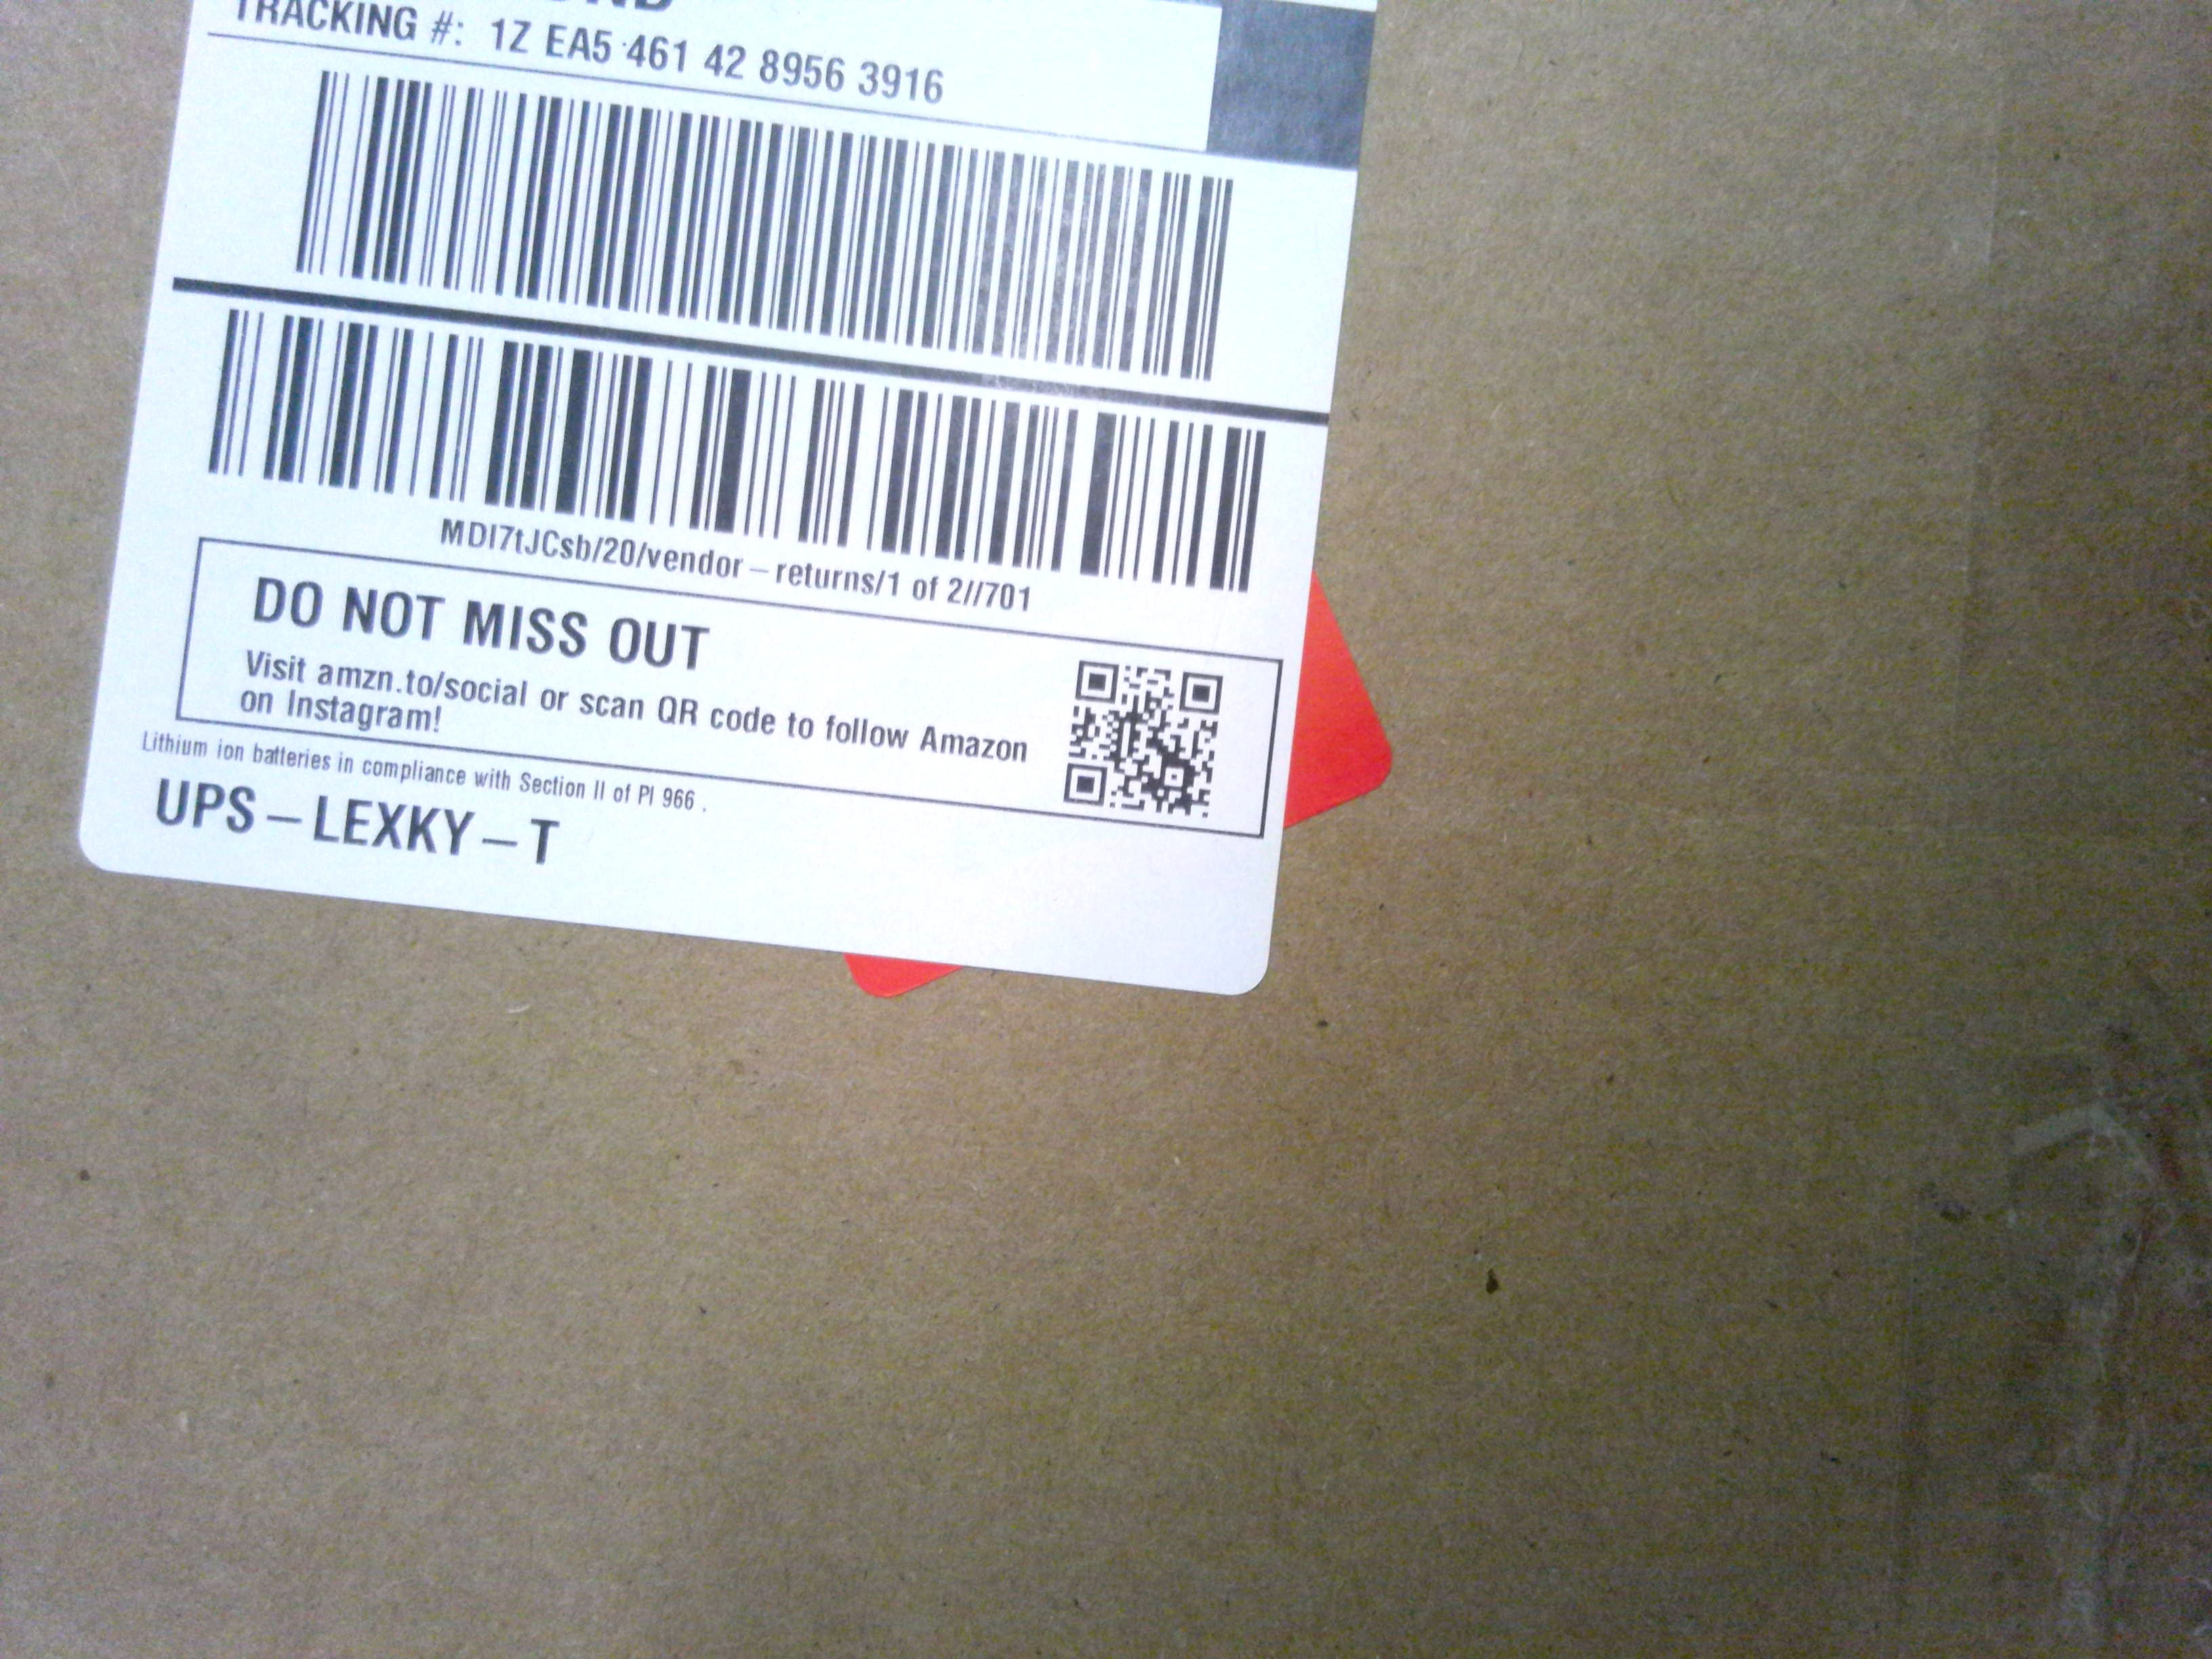 TRACKING #: 1Z EA5 461 42 8956 3916
MDI7tJCsb/20/vendor – returns/1 of 2//701
DO NOT MISS OUT
Visit amzn.to/social or scan QR code to follow Amazon
on Instagram!
Lithium ion batteries in compliance with Section II of PI 966 .
UPS – LEXKY – T